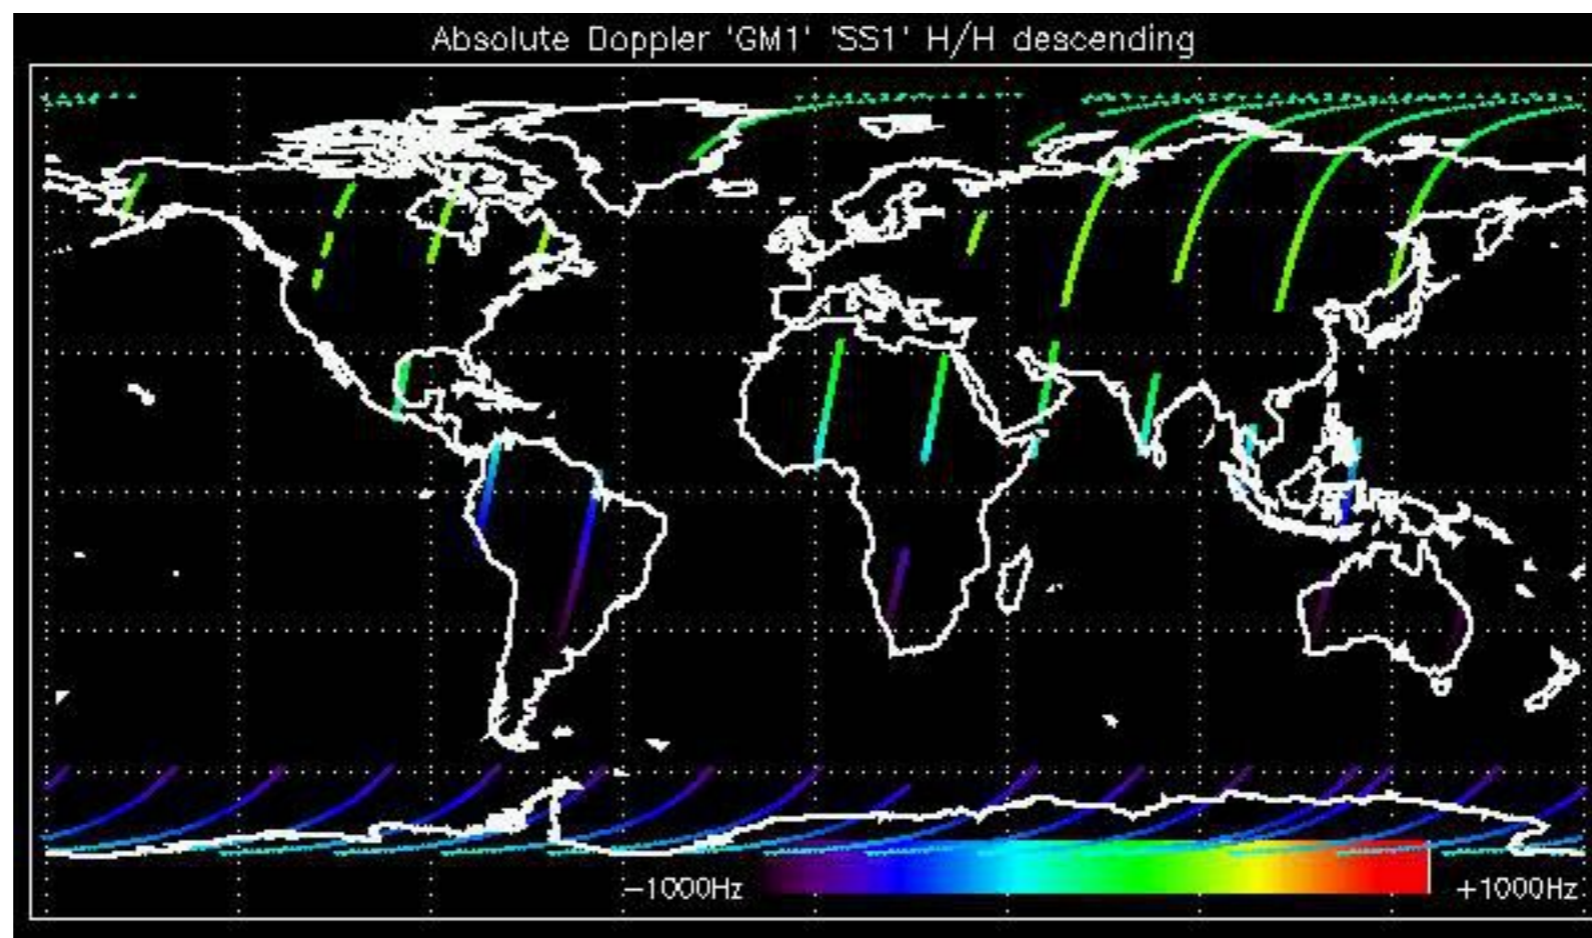 Absolute Doppler 'GM1' 'SS1' H/H descending
−1000Hz
+1000Hz